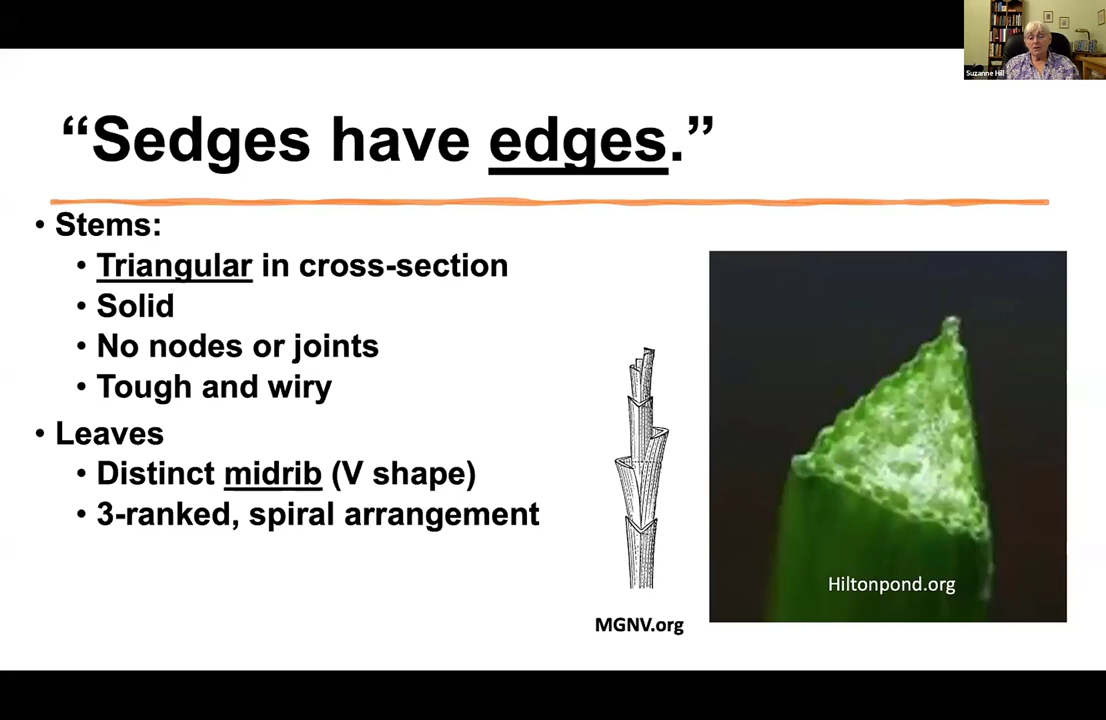 Suzanne Hill
“Sedges have edges.”
• Stems:
• Triangular in cross-section
• Solid
• No nodes or joints
• Tough and wiry
• Leaves
• Distinct midrib (V shape)
• 3-ranked, spiral arrangement
Hiltonpond.org
MGNV.org